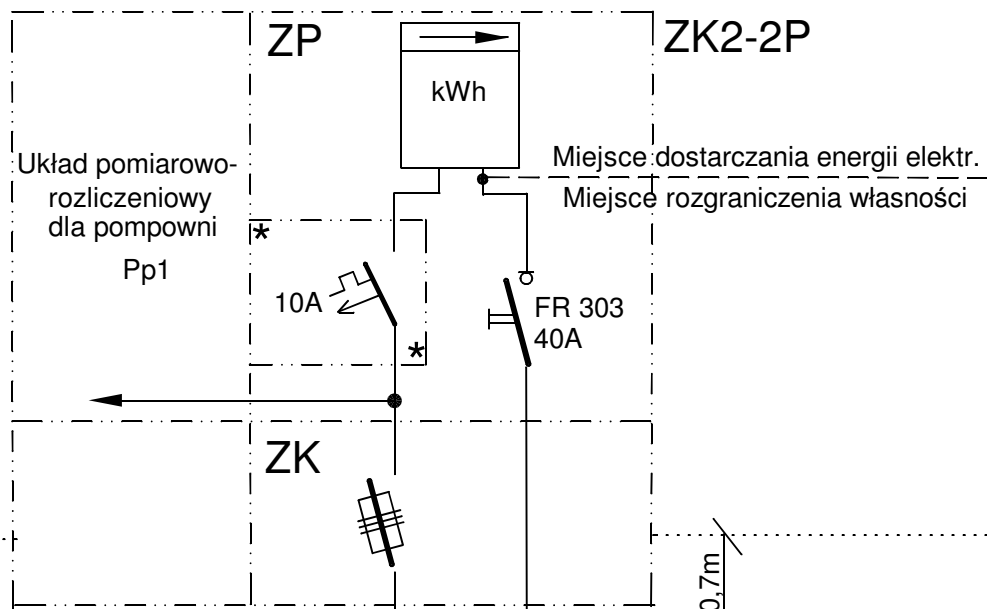 ZP
ZK2-2P
kWh
Układ pomiarowo-
rozliczeniowy
dla pompowni
Pp1
Miejsce dostarczania energii elektr.
Miejsce rozgraniczenia własności
*
10A
*
FR 303
40A
ZK
0,7m